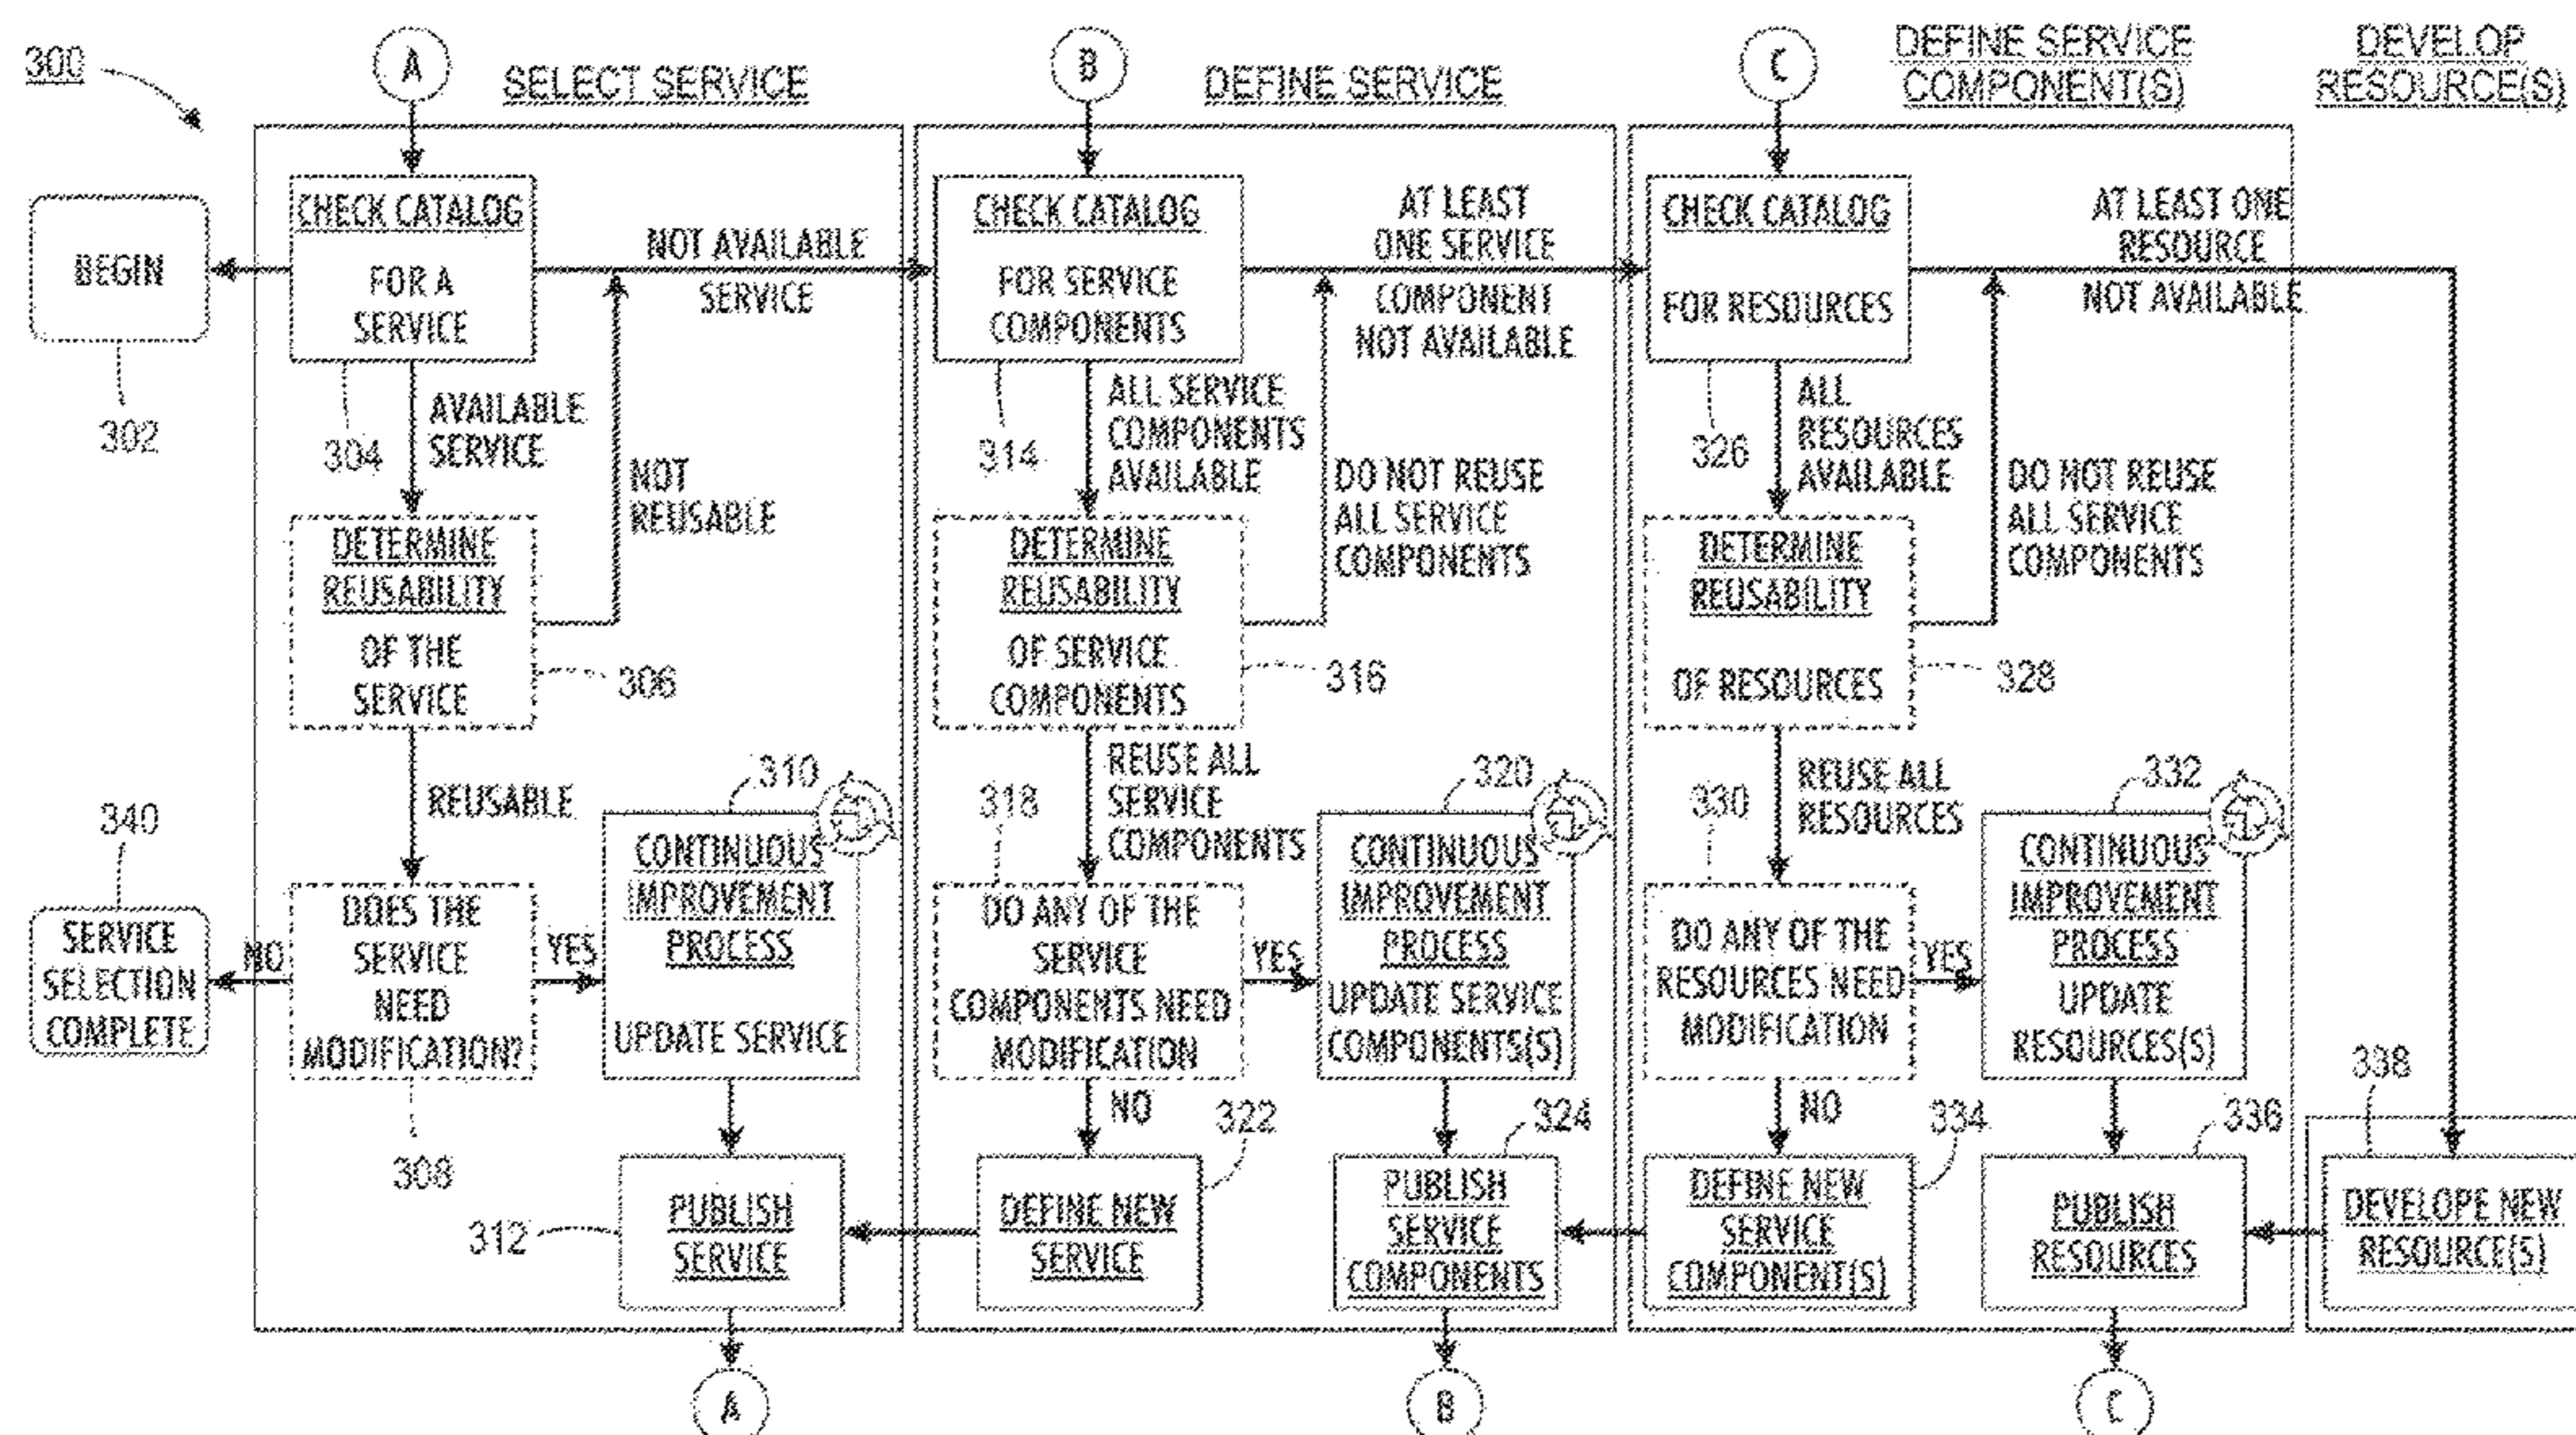 300
A
SELECT SERVICE
B
DEFINE SERVICE
C
DEFINE SERVICE
COMPONENT(S)
DEVELOP
RESOURCE(S)
BEGIN
302
CHECK CATALOG
FOR A
SERVICE
304
NOT AVAILABLE
SERVICE
AVAILABLE
SERVICE
NOT
REUSABLE
DETERMINE
REUSABILITY
OF THE
SERVICE
306
REUSABLE
340
SERVICE
SELECTION
COMPLETE
NO
DOES THE
SERVICE
NEED
MODIFICATION?
308
YES
310
CONTINUOUS
IMPROVEMENT
PROCESS
UPDATE SERVICE
312
PUBLISH
SERVICE
A
CHECK CATALOG
FOR SERVICE
COMPONENTS
314
AT LEAST
ONE SERVICE
COMPONENT
NOT AVAILABLE
ALL SERVICE
COMPONENTS
AVAILABLE
DO NOT REUSE
ALL SERVICE
COMPONENTS
DETERMINE
REUSABILITY
OF SERVICE
COMPONENTS
316
REUSE ALL
SERVICE
COMPONENTS
318
DO ANY OF THE
SERVICE
COMPONENTS NEED
MODIFICATION
YES
320
CONTINUOUS
IMPROVEMENT
PROCESS
UPDATE SERVICE
COMPONENTS(S)
NO
322
DEFINE NEW
SERVICE
324
PUBLISH
SERVICE
COMPONENTS
B
CHECK CATALOG
FOR RESOURCES
326
AT LEAST ONE
RESOURCE
NOT AVAILABLE
ALL
RESOURCES
AVAILABLE
DO NOT REUSE
ALL SERVICE
COMPONENTS
DETERMINE
REUSABILITY
OF RESOURCES
328
REUSE ALL
RESOURCES
330
DO ANY OF THE
RESOURCES NEED
MODIFICATION
YES
332
CONTINUOUS
IMPROVEMENT
PROCESS
UPDATE
RESOURCES(S)
NO
334
DEFINE NEW
SERVICE
COMPONENT(S)
336
PUBLISH
RESOURCES
C
338
DEVELOPE NEW
RESOURCE(S)